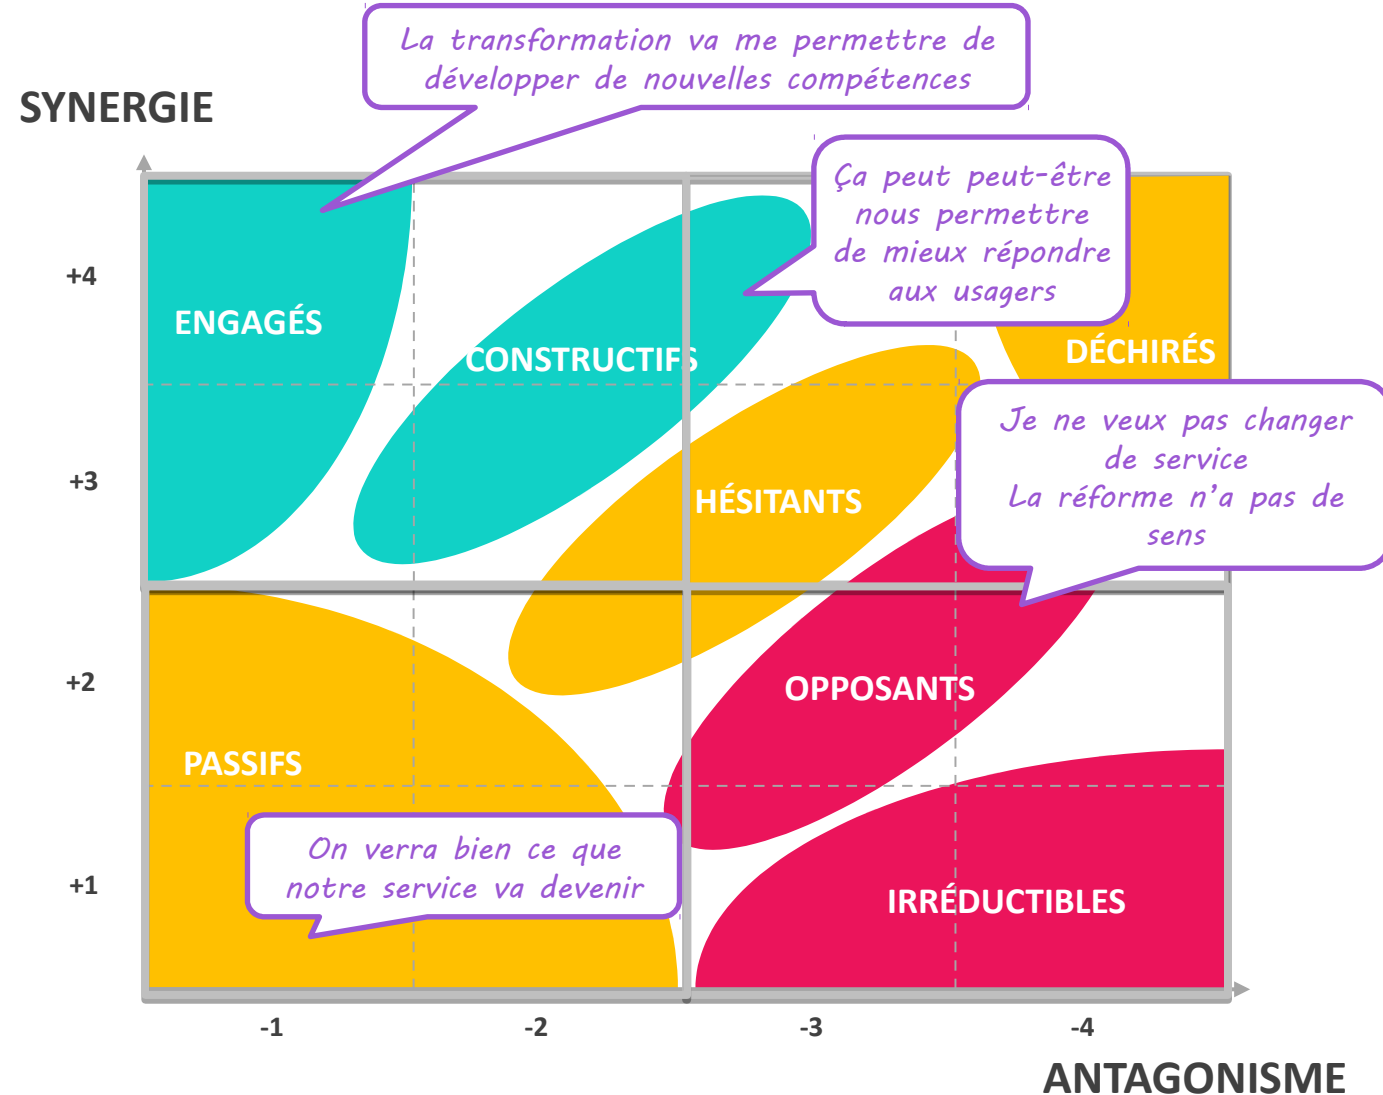 La transformation va me permettre de
développer de nouvelles compétences
SYNERGIE
Ça peut peut-être
nous permettre
de mieux répondre
aux usagers
+4
ENGAGÉS
CONSTRUCTIFS
DÉCHIRÉS
Je ne veux pas changer
de service
La réforme n'a pas de
sens
+3
HÉSITANTS
+2
OPPOSANTS
PASSIFS
On verra bien ce que
notre service va devenir
+1
IRRÉDUCTIBLES
-1
-2
-3
-4
ANTAGONISME